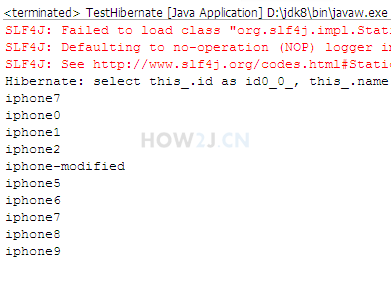 <terminated> TestHibernate [Java Application] D:\jdk8\bin\javaw.exe
SLF4J: Failed to load class "org.slf4j.impl.Stati
SLF4J: Defaulting to no-operation (NOP) logger im
SLF4J: See http://www.slf4j.org/codes.html#Static
Hibernate: select this_.id as id0_0_, this_.name
iphone7
iphone0
iphone1
iphone2
HOW2J.CN
iphone-modified
iphone5
iphone6
iphone7
iphone8
iphone9